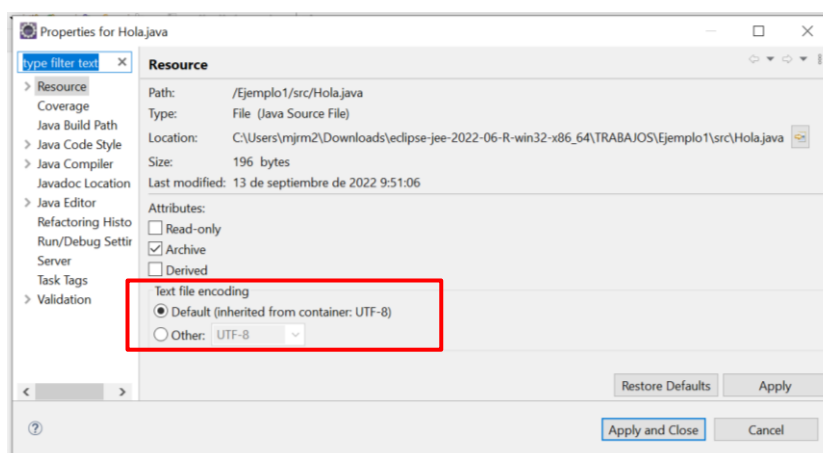 Properties for Hola.java
type filter text
Resource
Coverage
Java Build Path
Java Code Style
Java Compiler
Javadoc Location
Java Editor
Refactoring Histo
Run/Debug Settir
Server
Task Tags
Validation
Resource
Path: /Ejemplo1/src/Hola.java
Type: File (Java Source File)
Location: C:\Users\mjrm2\Downloads\eclipse-jee-2022-06-R-win32-x86_64\TRABAJOS\Ejemplo1\src\Hola.java
Size: 196 bytes
Last modified: 13 de septiembre de 2022 9:51:06
Attributes:
Read-only
Archive
Derived
Text file encoding
Default (inherited from container: UTF-8)
Other: UTF-8
Restore Defaults Apply
Apply and Close Cancel